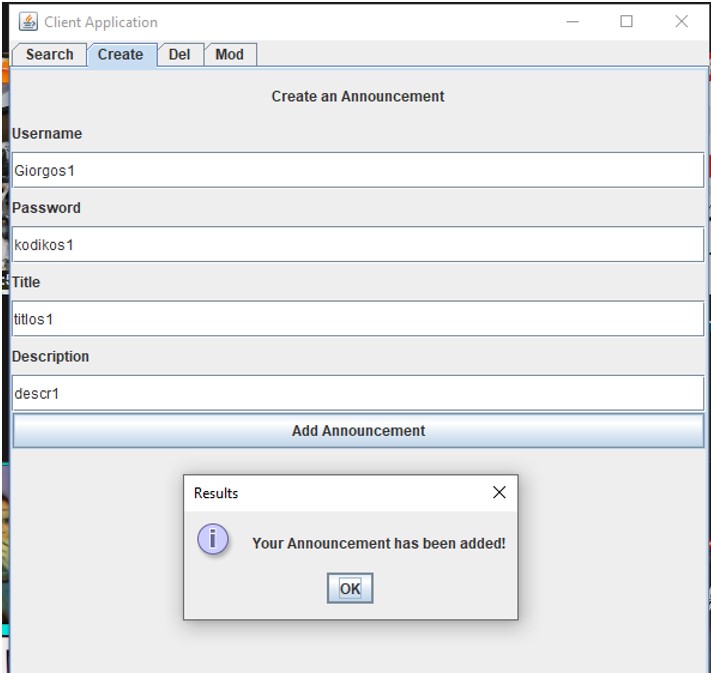 Client Application
Search Create Del Mod
Create an Announcement
Username
Giorgos1
Password
kodikos1
Title
titlos1
Description
descr1
Add Announcement
Results
i Your Announcement has been added!
OK